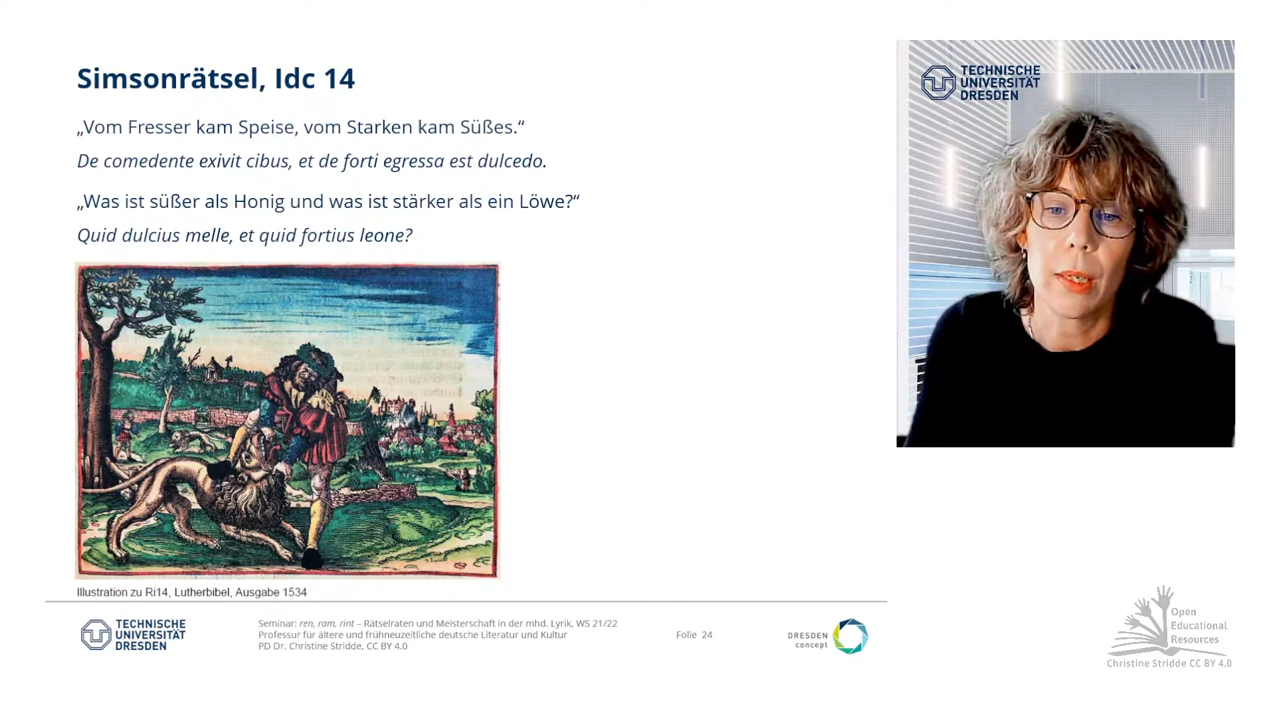 Simsonrätsel, Idc 14
„Vom Fresser kam Speise, vom Starken kam Süßes.“
De comedente exivit cibus, et de forti egressa est dulcedo.
„Was ist süßer als Honig und was ist stärker als ein Löwe?“
Quid dulcius melle, et quid fortius leone?
Illustration zu Ri14, Lutherbibel, Ausgabe 1534
TECHNISCHE
UNIVERSITÄT
DRESDEN
Seminar: ren, ram, rint – Rätselraten und Meisterschaft in der mhd. Lyrik, WS 21/22
Professur für ältere und frühneuzeitliche deutsche Literatur und Kultur
PD Dr. Christine Stridde, CC BY 4.0
Folie 24
DRESDEN
concept
TECHNISCHE
UNIVERSITÄT
DRESDEN
Open
Educational
Resources
Christine Stridde CC BY 4.0